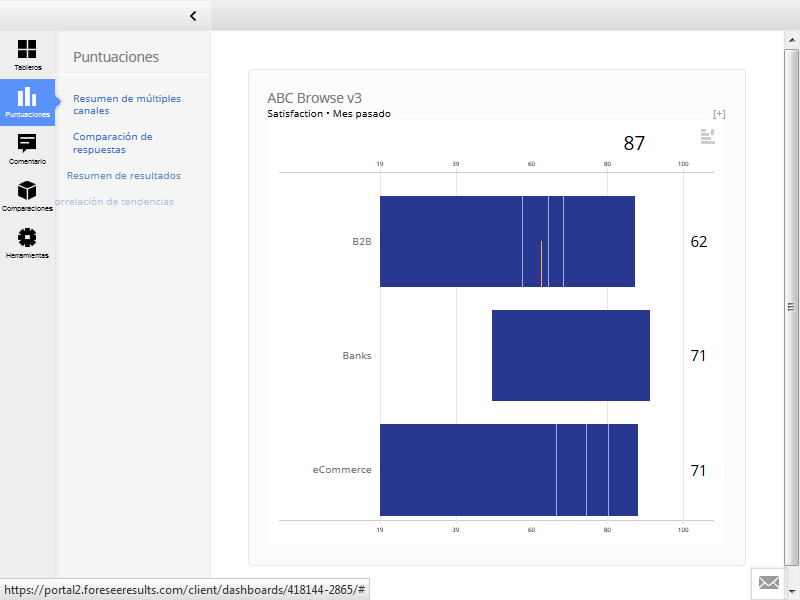 Tableros
Puntuaciones
Comentario
Comparaciones
Herramientas
Puntuaciones
Resumen de múltiples
canales
Comparación de
respuestas
Resumen de resultados
orrelación de tendencias
ABC Browse v3
Satisfaction • Mes pasado
[+]
87
19 39 60 80 100
B2B 62
Banks 71
eCommerce 71
19 39 60 80 100
https://portal2.foreseeresults.com/client/dashboards/418144-2865/#